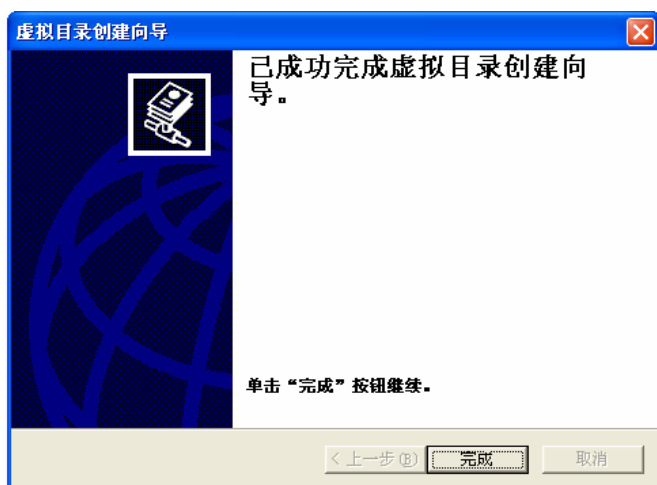 虚拟目录创建向导
已成功完成虚拟目录创建向
导。
单击“完成”按钮继续。
< 上一步(B) 完成 取消